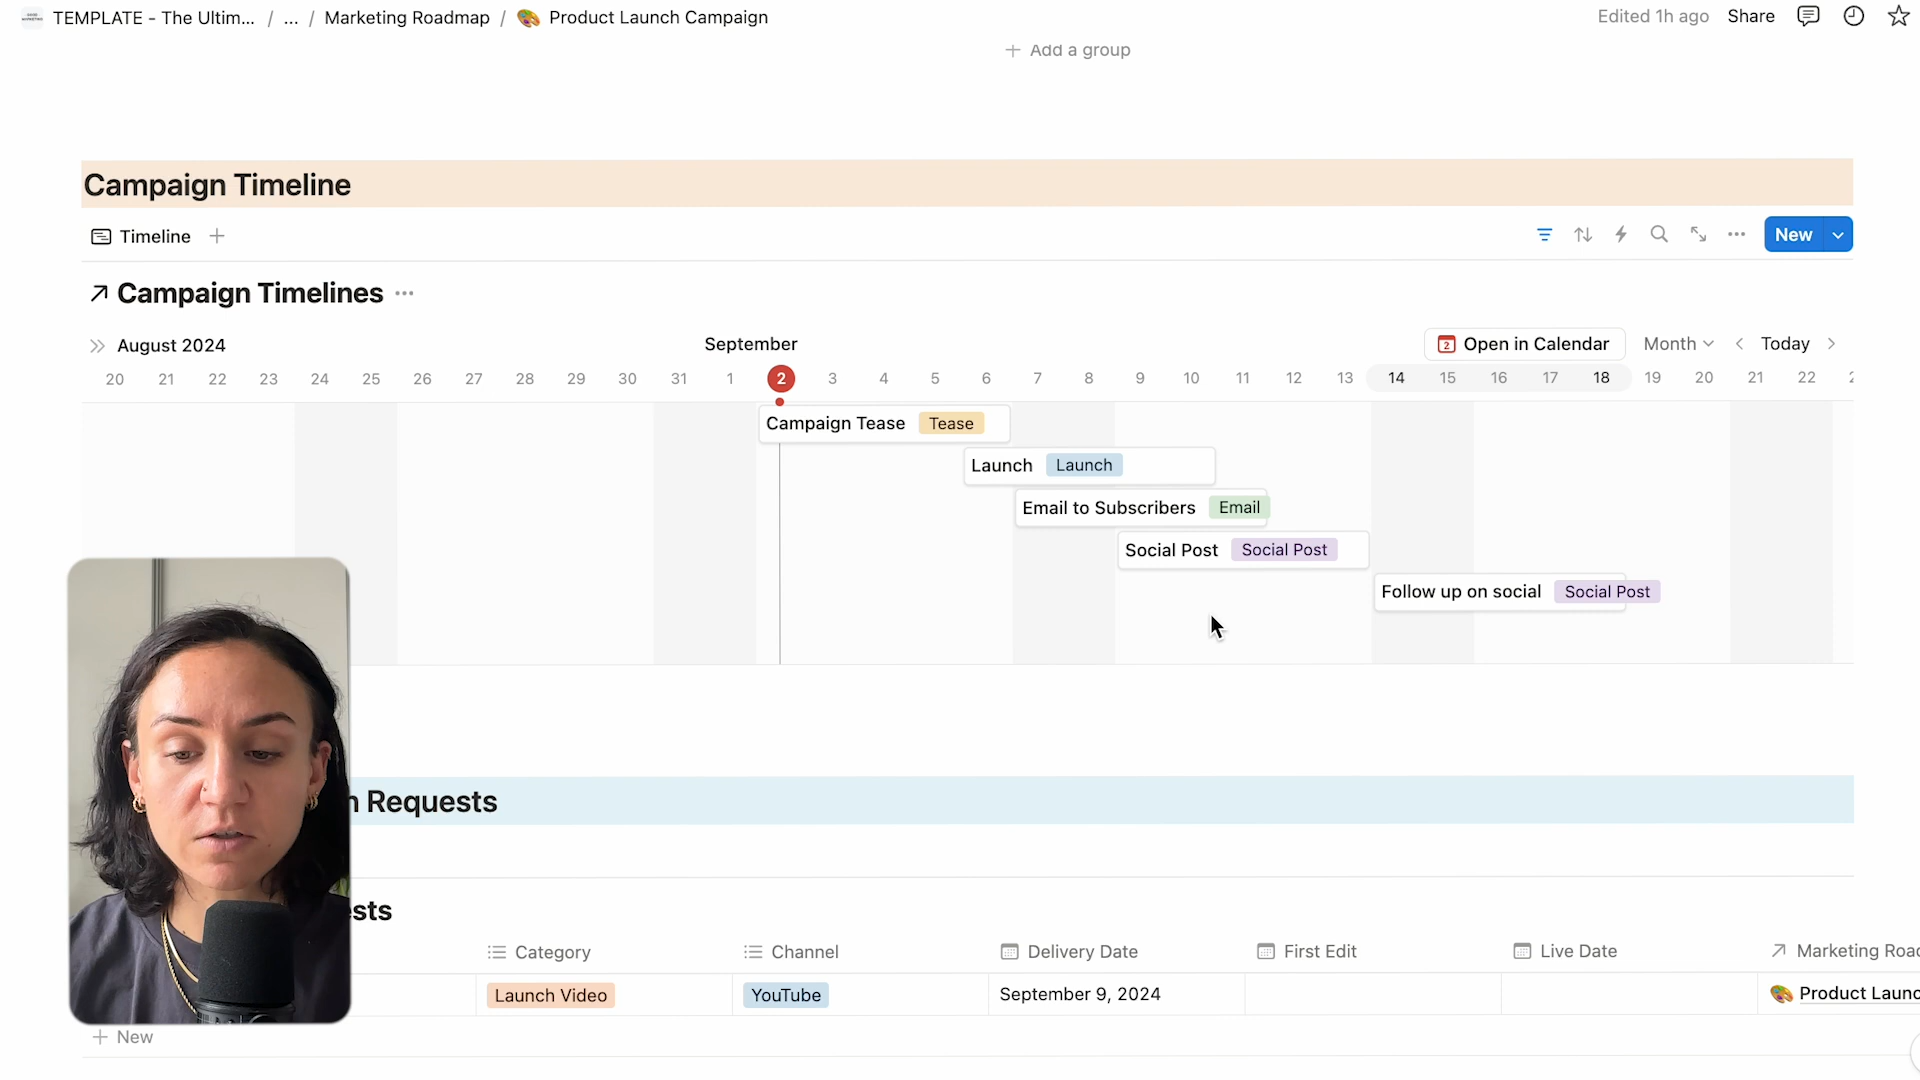 TEMPLATE - The Ultim... / ... / Marketing Roadmap / Product Launch Campaign
Edited 1h ago Share
+ Add a group
Campaign Timeline
Timeline +
New
Campaign Timelines ...
August 2024 September
2 Open in Calendar Month Today
20 21 22 23 24 25 26 27 28 29 30 31 1 2 3 4 5 6 7 8 9 10 11 12 13 14 15 16 17 18 19 20 21 22
Campaign Tease Tease
Launch Launch
Email to Subscribers Email
Social Post Social Post
Follow up on social Social Post
n Requests
ests
Category Channel Delivery Date First Edit Live Date Marketing Roac
Launch Video YouTube September 9, 2024 Product Launc
+ New